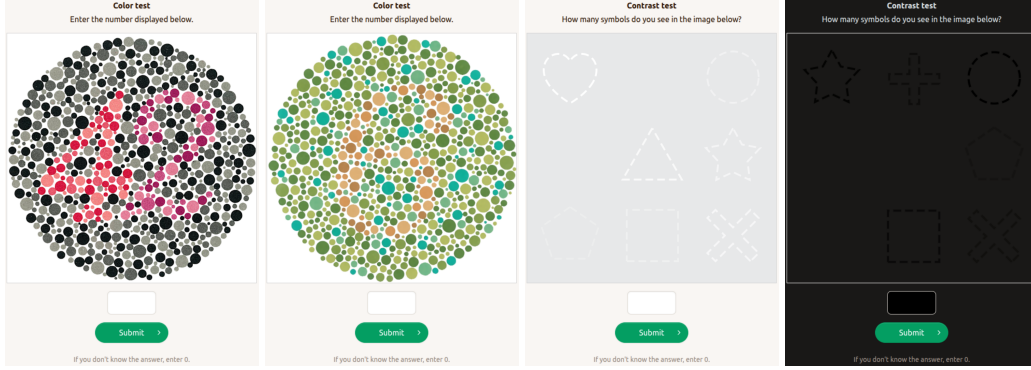 Color test
Enter the number displayed below.
Submit >
If you don't know the answer, enter 0.
Color test
Enter the number displayed below.
Submit >
If you don't know the answer, enter 0.
Contrast test
How many symbols do you see in the image below?
Submit >
If you don't know the answer, enter 0.
Contrast test
How many symbols do you see in the image below?
Submit >
If you don't know the answer, enter 0.